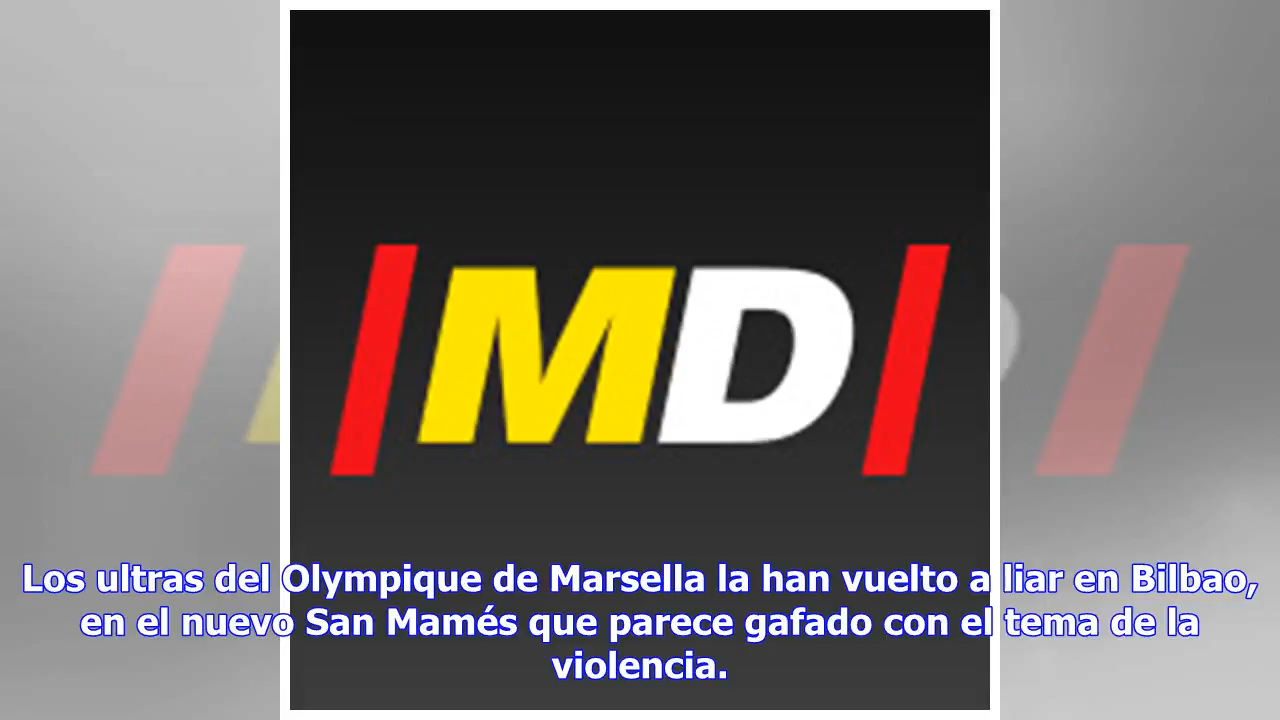 |MD|
Los ultras del Olympique de Marsella la han vuelto a liar en Bilbao,
en el nuevo San Mamés que parece gafado con el tema de la
violencia.